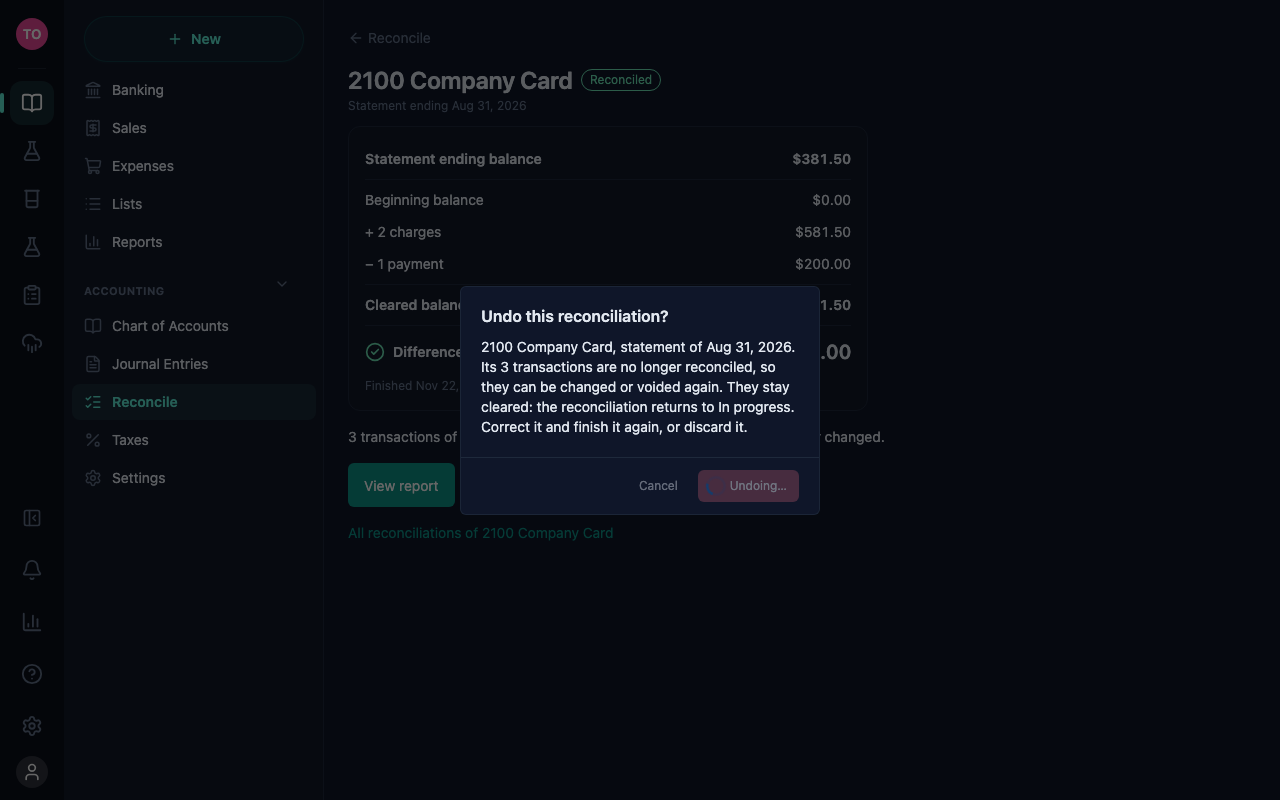 TO
New
Banking
Sales
Expenses
Lists
Reports
ACCOUNTING
Chart of Accounts
Journal Entries
Reconcile
Taxes
Settings
Reconcile
2100 Company Card Reconciled
Statement ending Aug 31, 2026
Statement ending balance $381.50
Beginning balance $0.00
+ 2 charges $581.50
– 1 payment $200.00
Cleared 1.50
Difference .00
Finished Nov 22,
3 transactions of changed.
View report
All reconciliations of 2100 Company Card
Undo this reconciliation?
2100 Company Card, statement of Aug 31, 2026.
Its 3 transactions are no longer reconciled, so
they can be changed or voided again. They stay
cleared: the reconciliation returns to In progress.
Correct it and finish it again, or discard it.
Cancel
Undoing...